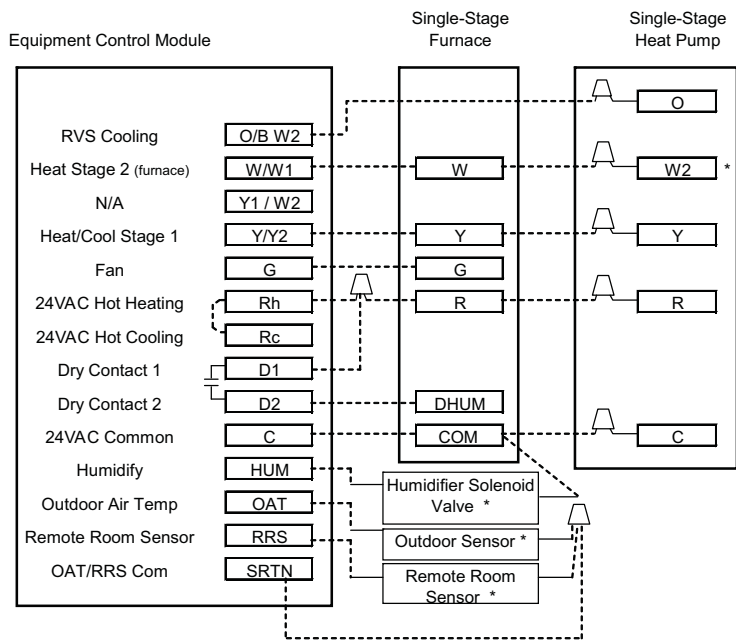 Single-Stage
Furnace
Single-Stage
Heat Pump
Equipment Control Module
O
RVS Cooling O/B W2
Heat Stage 2 (furnace) W/W1 W W2 *
N/A Y1 / W2
Heat/Cool Stage 1 Y/Y2 Y Y
Fan G G
24VAC Hot Heating Rh R R
24VAC Hot Cooling Rc
Dry Contact 1 D1
Dry Contact 2 D2 DHUM
24VAC Common C COM C
Humidify HUM
Humidifier Solenoid
Valve *
Outdoor Air Temp OAT
Remote Room Sensor RRS
Outdoor Sensor *
OAT/RRS Com SRTN
Remote Room
Sensor *